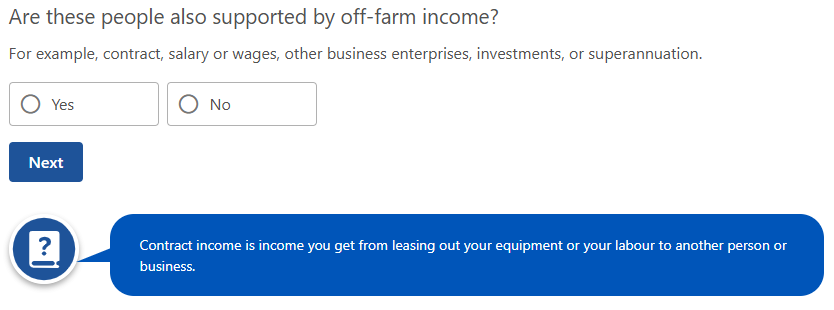 Are these people also supported by off-farm income?
For example, contract, salary or wages, other business enterprises, investments, or superannuation.
Yes
No
Next
?
Contract income is income you get from leasing out your equipment or your labour to another person or
business.